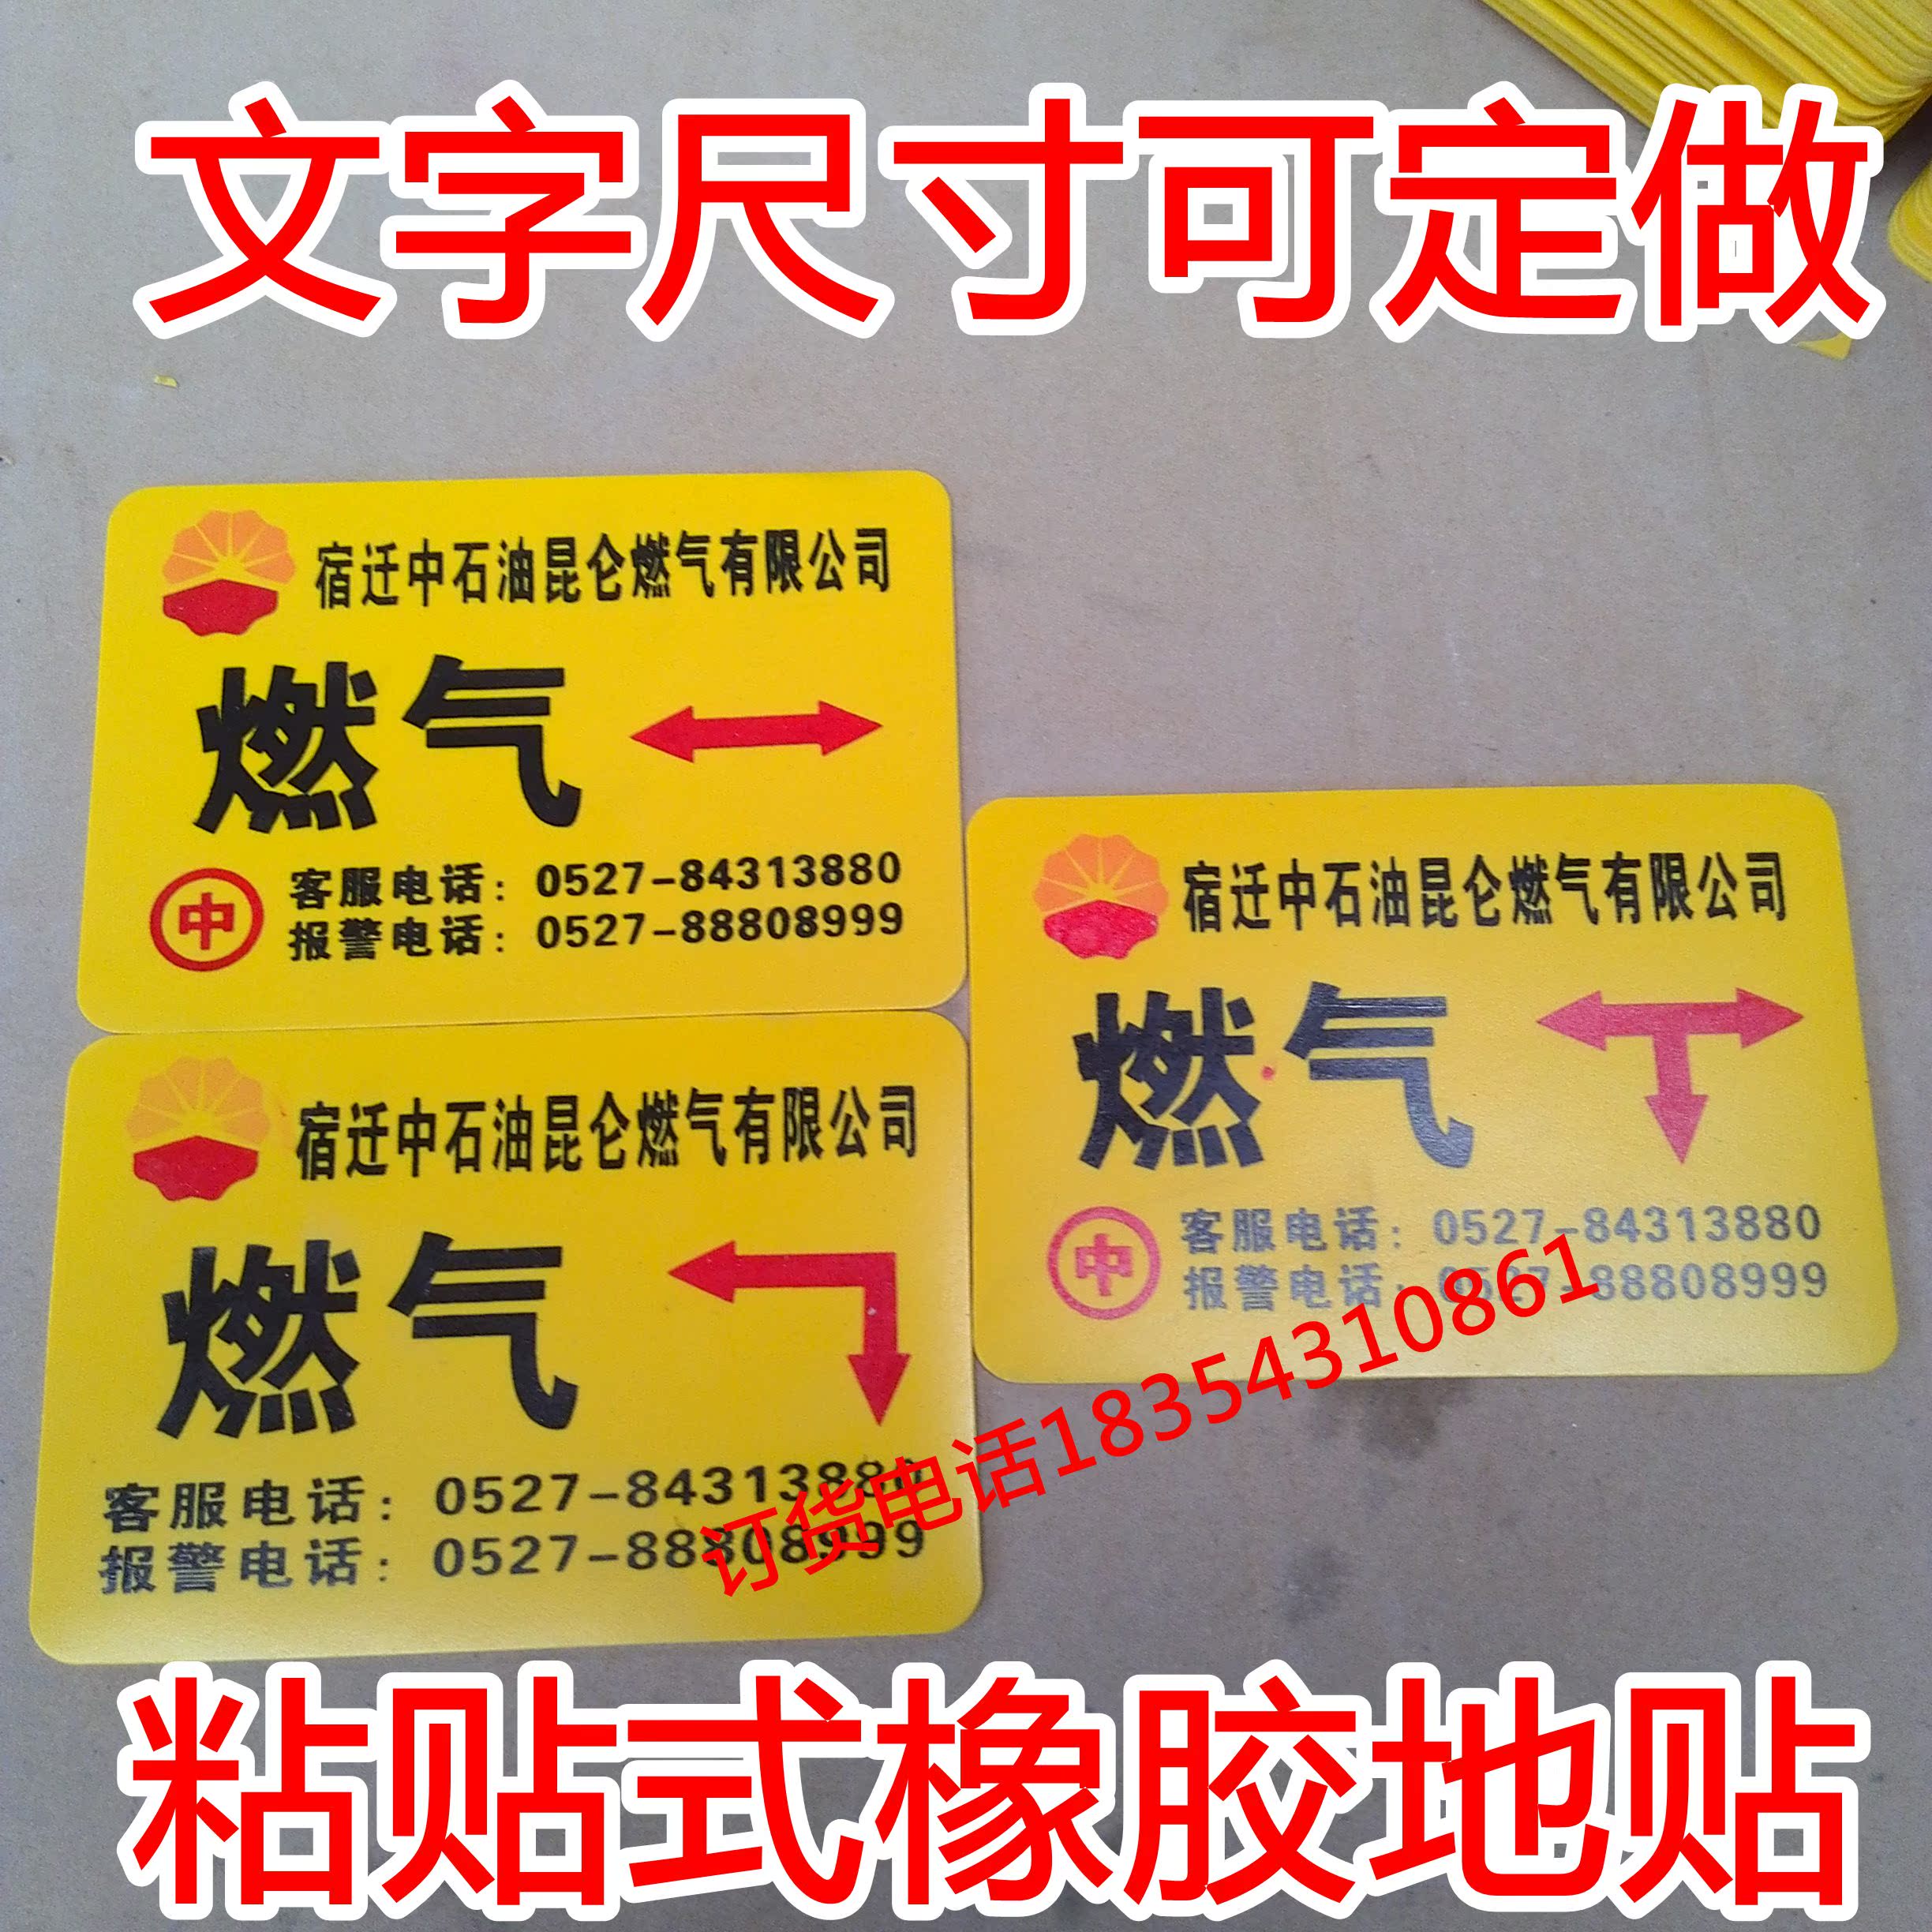 文字尺寸可定做
宿迁中石油昆仑燃气有限公司
燃气
中
客服电话：0527-84313880
报警电话：0527-88808999
宿迁中石油昆仑燃气有限公司
燃气
中
客服电话：0527-84313880
报警电话：0527-88808999
宿迁中石油昆仑燃气有限公司
燃气
客服电话：0527-84313880
报警电话：0527-88808999
订货电话18354310861
粘贴式橡胶地贴